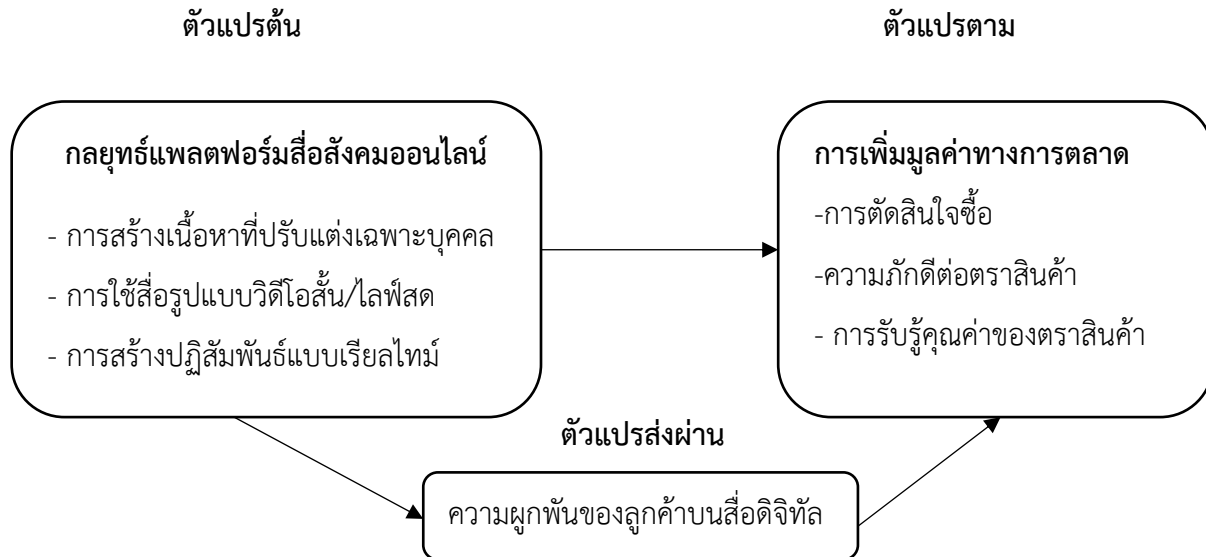 ตัวแปรต้น
ตัวแปรตาม
กลยุทธ์แพลตฟอร์มสื่อสังคมออนไลน์
- การสร้างเนื้อหาที่ปรับแต่งเฉพาะบุคคล
- การใช้สื่อรูปแบบวิดีโอสั้น/ไลฟ์สด
- การสร้างปฏิสัมพันธ์แบบเรียลไทม์
การเพิ่มมูลค่าทางการตลาด
-การตัดสินใจซื้อ
-ความภักดีต่อตราสินค้า
- การรับรู้คุณค่าของตราสินค้า
ตัวแปรส่งผ่าน
ความผูกพันของลูกค้าบนสื่อดิจิทัล